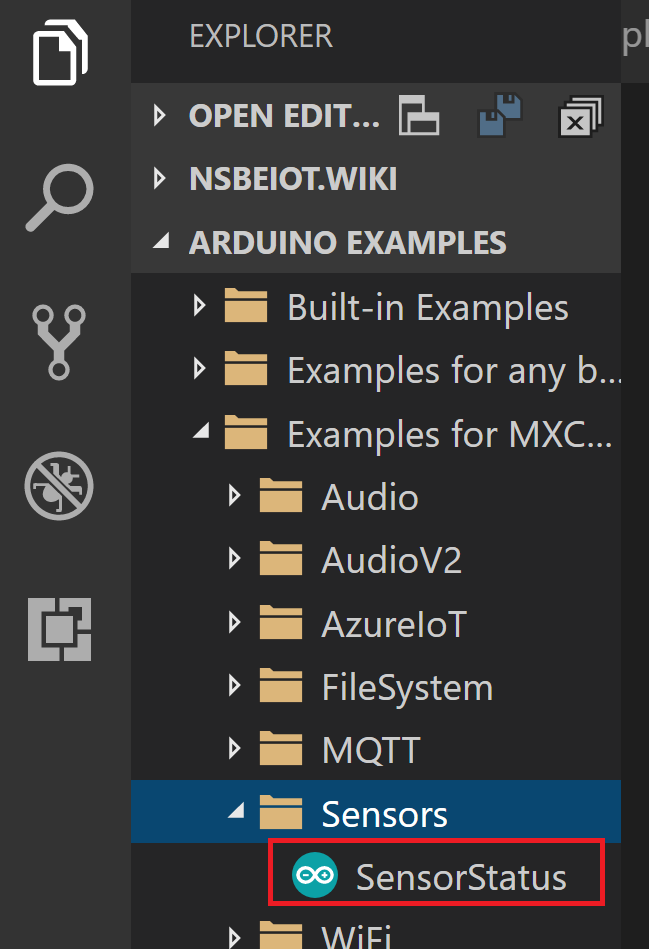 EXPLORER
OPEN EDIT...
NSBEIOT.WIKI
ARDUINO EXAMPLES
Built-in Examples
Examples for any b...
Examples for MXC...
Audio
AudioV2
AzureIoT
FileSystem
MQTT
Sensors
SensorStatus
WiFi